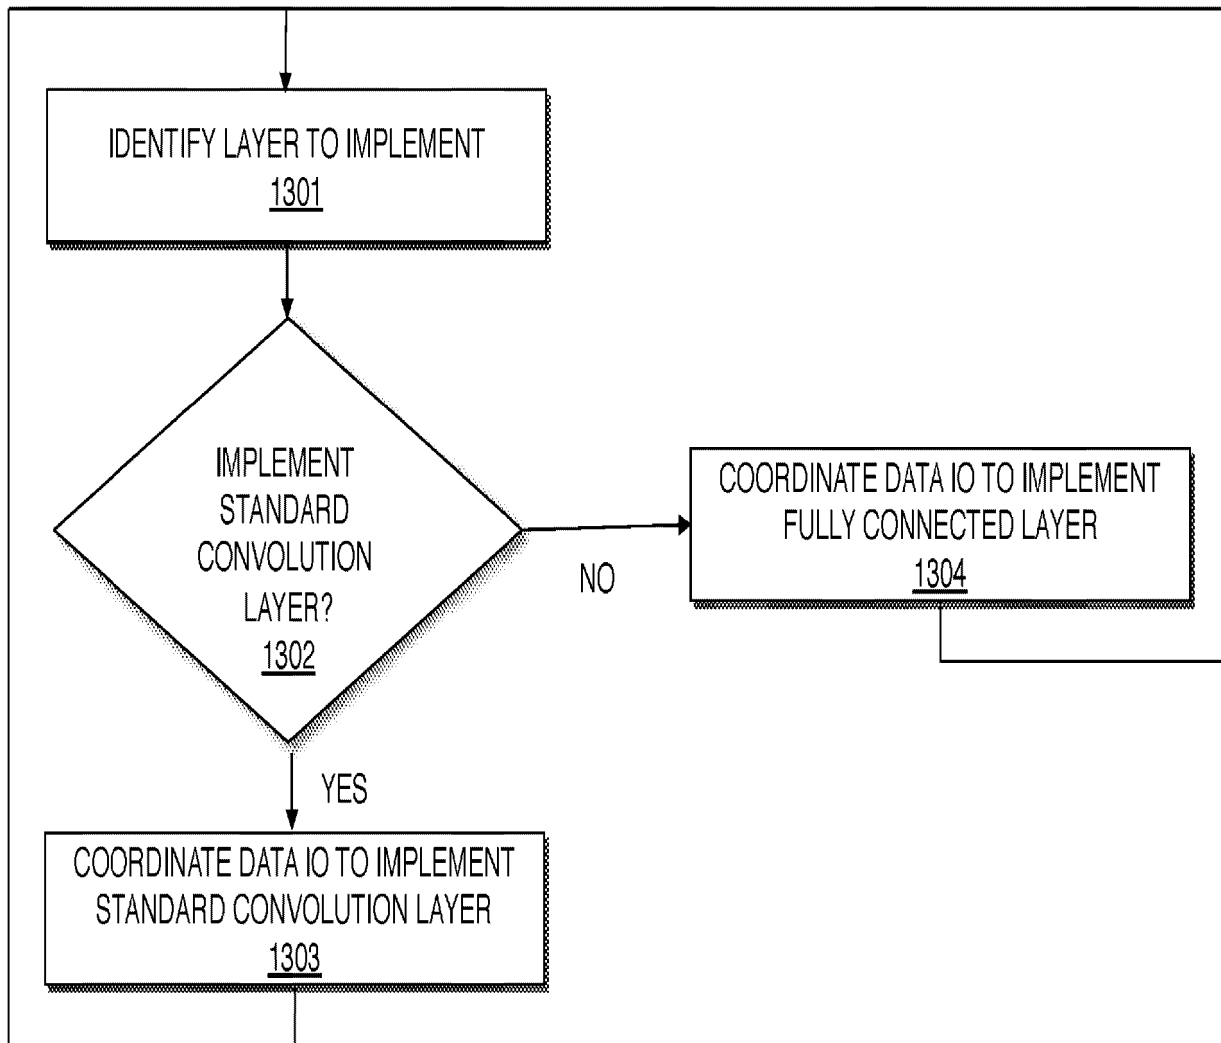 IDENTIFY LAYER TO IMPLEMENT
1301
IMPLEMENT
STANDARD
CONVOLUTION
LAYER?
1302
NO
COORDINATE DATA IO TO IMPLEMENT
FULLY CONNECTED LAYER
1304
YES
COORDINATE DATA IO TO IMPLEMENT
STANDARD CONVOLUTION LAYER
1303